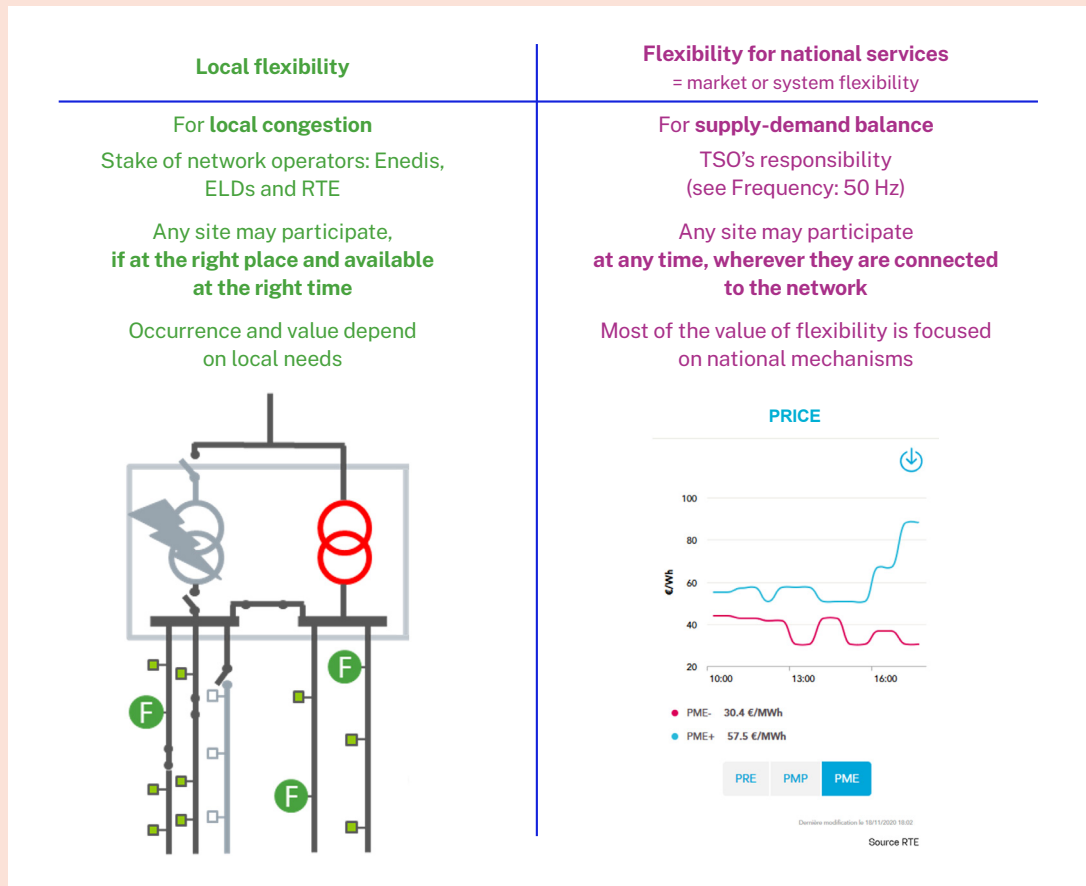 Local flexibility
For local congestion
Stake of network operators: Enedis,
ELDs and RTE
Any site may participate,
if at the right place and available
at the right time
Occurrence and value depend
on local needs
F
F
F
Flexibility for national services
= market or system flexibility
For supply-demand balance
TSO’s responsibility
(see Frequency: 50 Hz)
Any site may participate
at any time, wherever they are connected
to the network
Most of the value of flexibility is focused
on national mechanisms
PRICE
€/Wh
100
80
60
40
20
10:00 13:00 16:00
PME- 30.4 €/MWh
PME+ 57.5 €/MWh
PRE PMP PME
Dernière modification le 18/11/2020 18:02
Source RTE